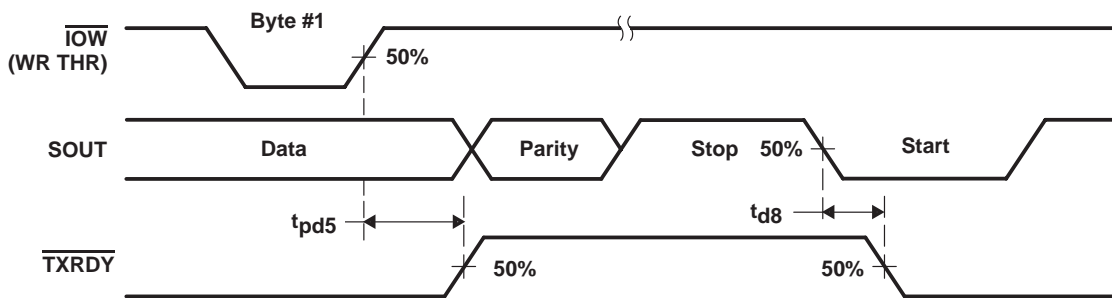 Byte #1
IOW
(WR THR)
50%
SOUT
Data
Parity
Stop
50%
Start
tpd5
td8
TXRDY
50%
50%